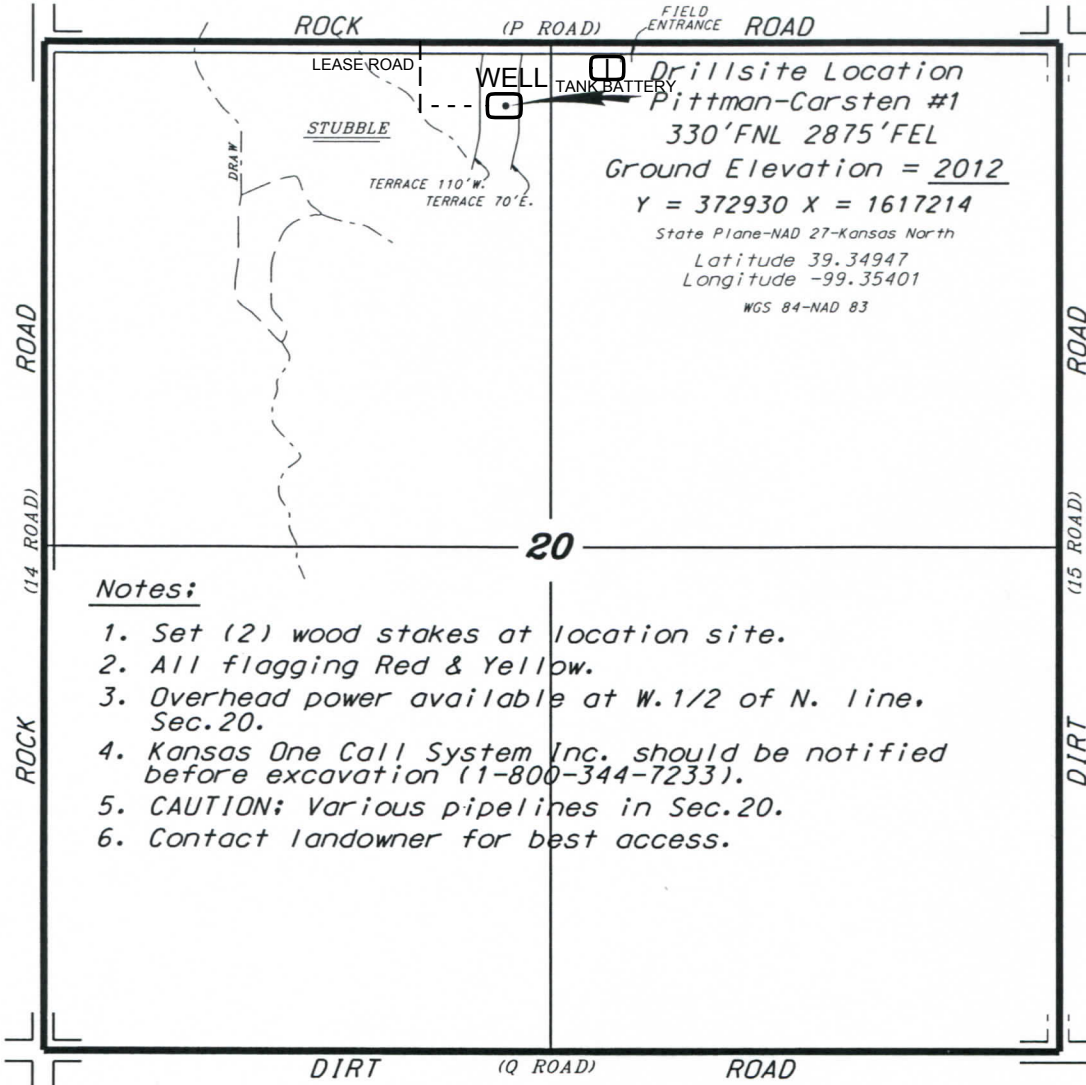 ROCK (P ROAD) ROAD
FIELD
ENTRANCE
LEASE ROAD
WELL
TANK BATTERY
Drillsite Location
Pittman-Carsten #1
330'FNL 2875'FEL
Ground Elevation = 2012
Y = 372930 X = 1617214
State Plane-NAD 27-Kansas North
Latitude 39.34947
Longitude -99.35401
WGS 84-NAD 83
STUBBLE
DRAW
TERRACE 110'W.
TERRACE 70'E.
ROAD
(14 ROAD)
ROCK
ROAD
(15 ROAD)
DIRT
20
Notes:
1. Set (2) wood stakes at location site.
2. All flagging Red & Yellow.
3. Overhead power available at W.1/2 of N. line,
Sec.20.
4. Kansas One Call System Inc. should be notified
before excavation (1-800-344-7233).
5. CAUTION: Various pipelines in Sec.20.
6. Contact landowner for best access.
DIRT (Q ROAD) ROAD